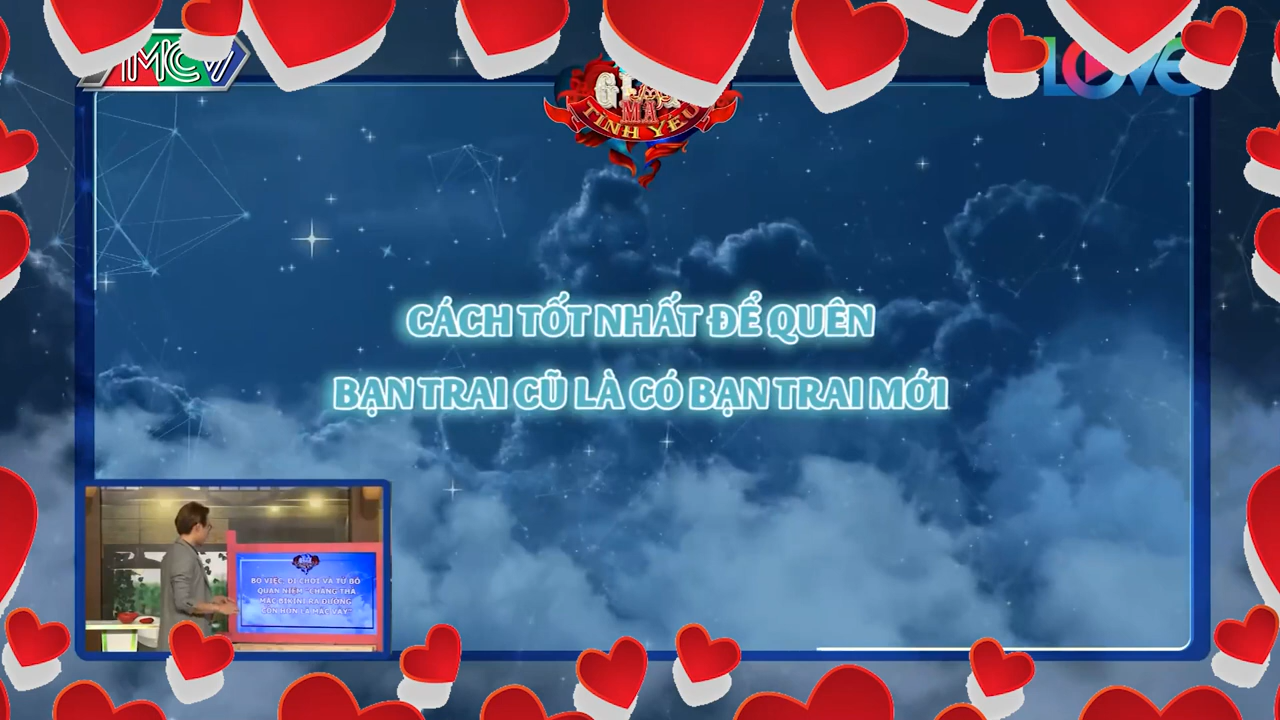 MCV
LOVE
GIẢI
MÃ
TÌNH YÊU
CÁCH TỐT NHẤT ĐỂ QUÊN
BẠN TRAI CŨ LÀ CÓ BẠN TRAI MỚI
BỎ VIỆC, ĐI CHƠI VÀ TỪ BỎ
QUAN NIỆM "CHẲNG THÀ
MẶC BIKINI RA ĐƯỜNG
CÒN HƠN LÀ MẶC VÁY"